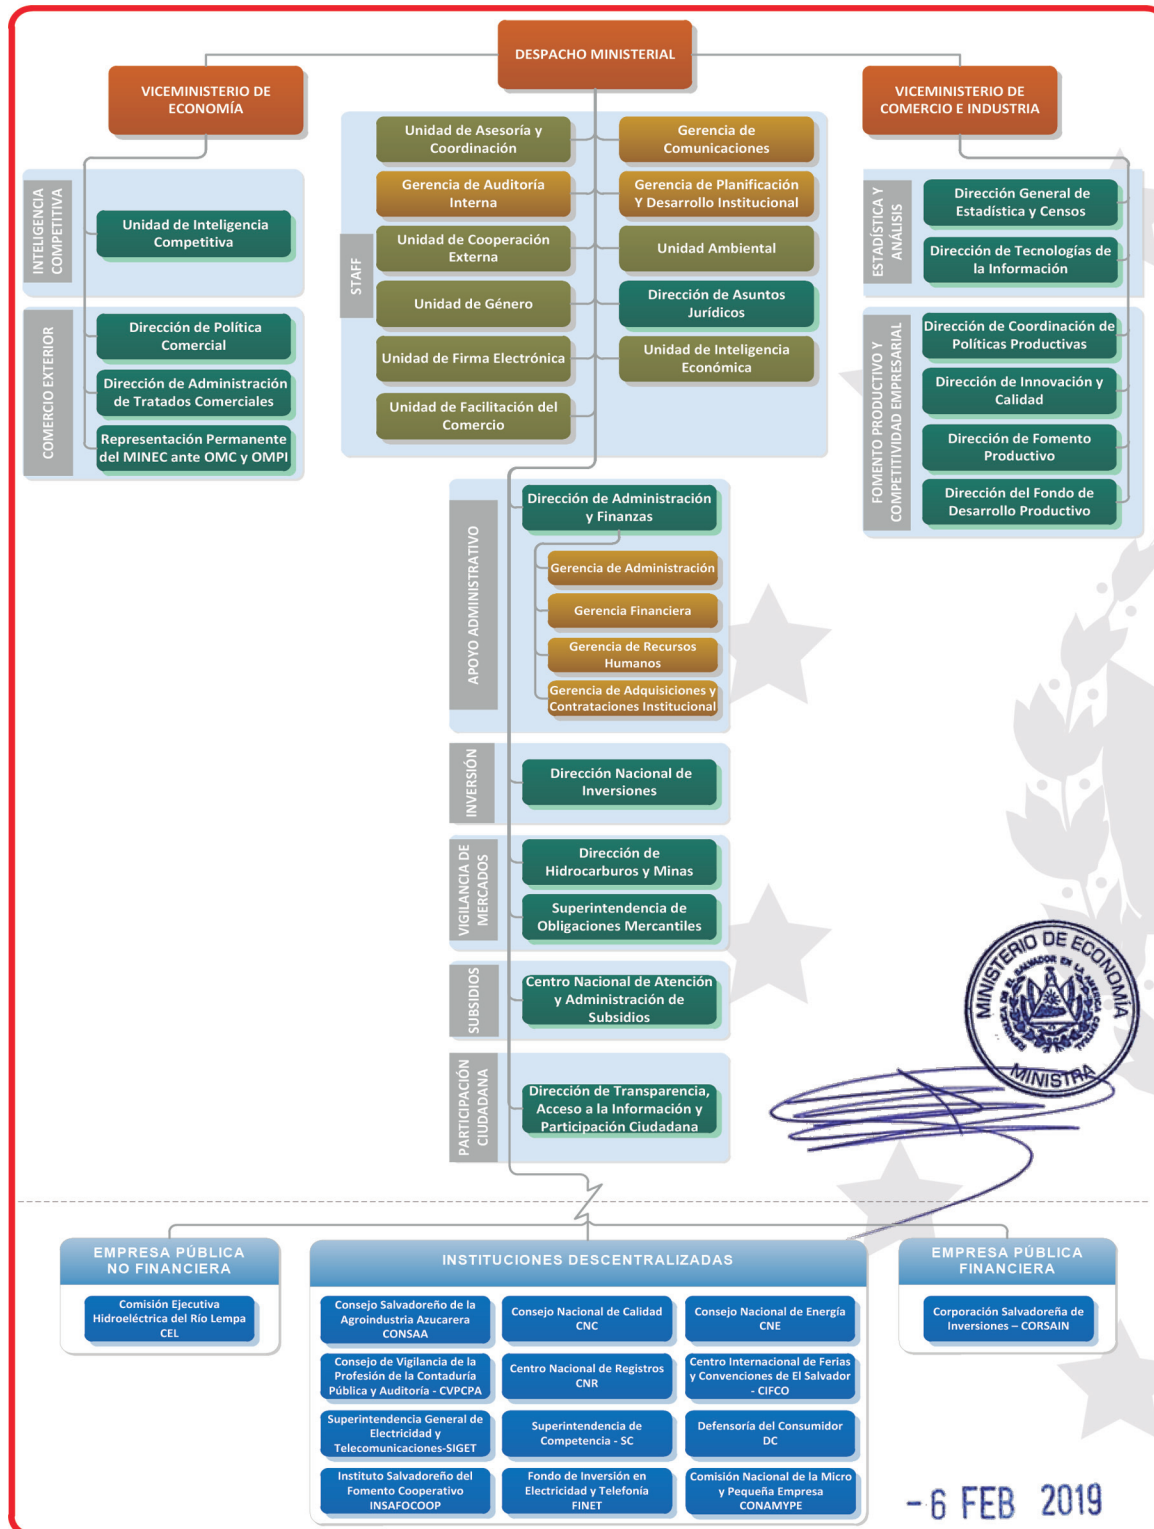 DESPACHO MINISTERIAL
VICEMINISTERIO DE
ECONOMÍA
VICEMINISTERIO DE
COMERCIO E INDUSTRIA
INTELIGENCIA
COMPETITIVA
Unidad de Inteligencia
Competitiva
COMERCIO EXTERIOR
Dirección de Política
Comercial
Dirección de Administración
de Tratados Comerciales
Representación Permanente
del MINEC ante OMC y OMPI
STAFF
Unidad de Asesoría y
Coordinación
Gerencia de
Comunicaciones
Gerencia de Auditoría
Interna
Gerencia de Planificación
Y Desarrollo Institucional
Unidad de Cooperación
Externa
Unidad Ambiental
Unidad de Género
Dirección de Asuntos
Jurídicos
Unidad de Firma Electrónica
Unidad de Inteligencia
Económica
Unidad de Facilitación del
Comercio
ESTADÍSTICA Y
ANÁLISIS
Dirección General de
Estadística y Censos
Dirección de Tecnologías de
la Información
FOMENTO PRODUCTIVO Y
COMPETITIVIDAD EMPRESARIAL
Dirección de Coordinación de
Políticas Productivas
Dirección de Innovación y
Calidad
Dirección de Fomento
Productivo
Dirección del Fondo de
Desarrollo Productivo
APOYO ADMINISTRATIVO
Dirección de Administración
y Finanzas
Gerencia de Administración
Gerencia Financiera
Gerencia de Recursos
Humanos
Gerencia de Adquisiciones y
Contrataciones Institucional
INVERSIÓN
Dirección Nacional de
Inversiones
VIGILANCIA DE
MERCADOS
Dirección de
Hidrocarburos y Minas
Superintendencia de
Obligaciones Mercantiles
SUBSIDIOS
Centro Nacional de Atención
y Administración de
Subsidios
PARTICIPACIÓN
CIUDADANA
Dirección de Transparencia,
Acceso a la Información y
Participación Ciudadana
MINISTERIO DE ECONOMÍA
REPUBLICA DE EL SALVADOR EN LA AMERICA CENTRAL
MINISTRA
EMPRESA PÚBLICA
NO FINANCIERA
Comisión Ejecutiva
Hidroeléctrica del Río Lempa
CEL
INSTITUCIONES DESCENTRALIZADAS
Consejo Salvadoreño de la
Agroindustria Azucarera
CONSAA
Consejo Nacional de Calidad
CNC
Consejo Nacional de Energía
CNE
Consejo de Vigilancia de la
Profesión de la Contaduría
Pública y Auditoría - CVPCPA
Centro Nacional de Registros
CNR
Centro Internacional de Ferias
y Convenciones de El Salvador
- CIFCO
Superintendencia General de
Electricidad y
Telecomunicaciones-SIGET
Superintendencia de
Competencia - SC
Defensoría del Consumidor
DC
Instituto Salvadoreño del
Fomento Cooperativo
INSAFOCOOP
Fondo de Inversión en
Electricidad y Telefonía
FINET
Comisión Nacional de la Micro
y Pequeña Empresa
CONAMYPE
EMPRESA PÚBLICA
FINANCIERA
Corporación Salvadoreña de
Inversiones – CORSAIN
- 6 FEB 2019